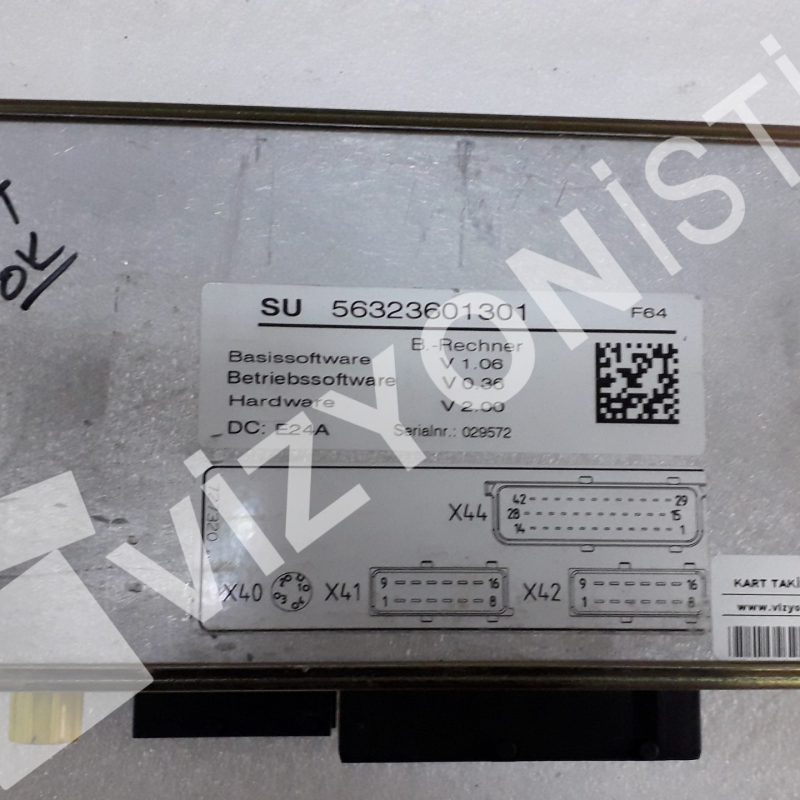 VİZYONİSTİ
T
OK
SU 56323601301 F64
B.-Rechner
Basissoftware V 1.06
Betriebssoftware V 0.36
Hardware V 2.00
DC: E24A Serialnr.: 029572
X44
42 29
28 15
14 1
X40
X41
9 16
1 8
X42
9 16
1 8
KART TAKİ
www.vizyo